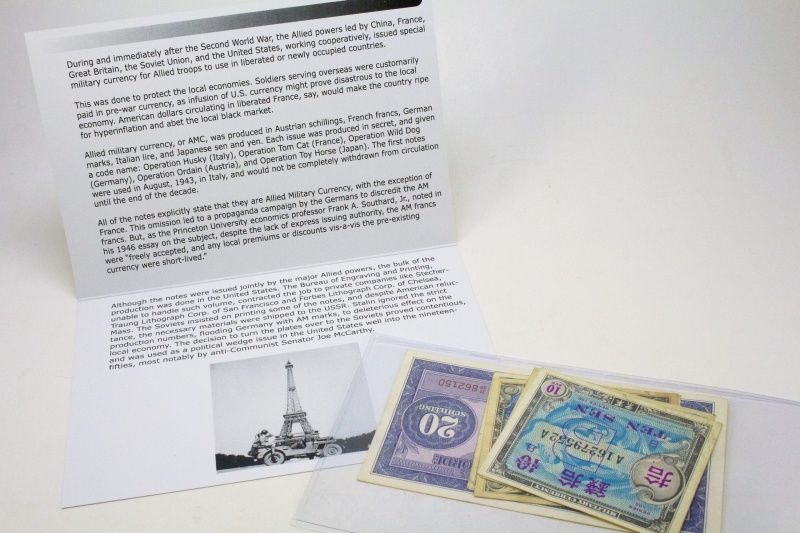 During and immediately after the Second World War, the Allied powers led by China, France,
Great Britain, the Soviet Union, and the United States, working cooperatively, issued special
military currency for Allied troops to use in liberated or newly occupied countries.
This was done to protect the local economies. Soldiers serving overseas were customarily
paid in pre-war currency, as infusion of U.S. currency might prove disastrous to the local
economy. American dollars circulating in liberated France, say, would make the country ripe
for hyperinflation and abet the local black market.
Allied military currency, or AMC, was produced in Austrian schillings, French francs, German
marks, Italian lire, and Japanese sen and yen. Each issue was produced in secret, and given
a code name: Operation Husky (Italy), Operation Tom Cat (France), Operation Wild Dog
(Germany), Operation Ordain (Austria), and Operation Toy Horse (Japan). The first notes
were used in August, 1943, in Italy, and would not be completely withdrawn from circulation
until the end of the decade.
All of the notes explicitly state that they are Allied Military Currency, with the exception of
France. This omission led to a propaganda campaign by the Germans to discredit the AM
francs. But, as the Princeton University economics professor Frank A. Southard, Jr., noted in
his 1946 essay on the subject, despite the lack of express issuing authority, the AM francs
were "freely accepted, and any local premiums or discounts vis-a-vis the pre-existing
currency were short-lived."
Although the notes were issued jointly by the major Allied powers, the bulk of the
production was done in the United States. The Bureau of Engraving and Printing,
unable to handle such volume, contracted the job to private companies like Stecher-
Traung Lithograph Corp. of San Francisco and Forbes Lithograph Corp. of Chelsea,
Mass. The Soviets insisted on printing some of the notes, and despite American reluc-
tance, the necessary materials were shipped to the USSR. Stalin ignored the strict
production numbers, flooding Germany with AM marks, to deleterious effect on the
local economy. The decision to turn the plates over to the Soviets proved contentious,
and was used as a political wedge issue in the United States well into the nineteen-
fifties, most notably by anti-Communist Senator Joe McCarthy.
862150
20
SCHILLING
10
TEN SEN
A16279552A
拾
錢拾
MILITARY CURRENCY
SERIES